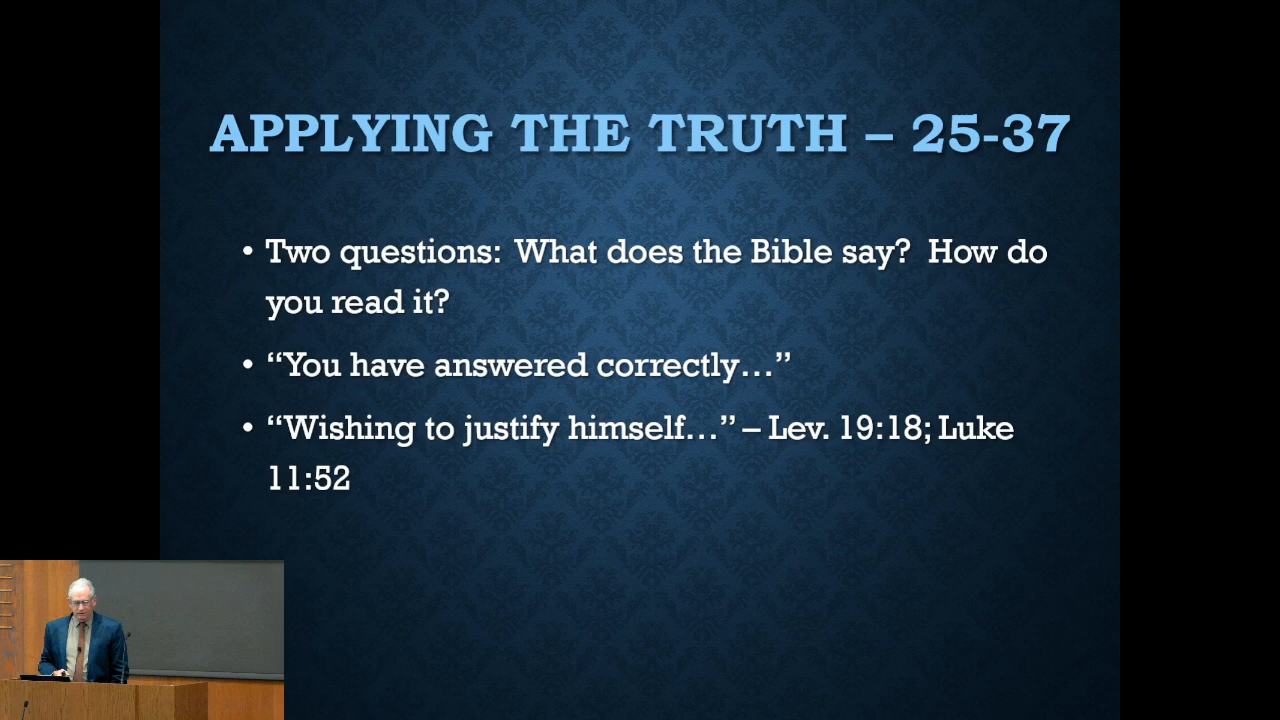 APPLYING THE TRUTH – 25-37
• Two questions:  What does the Bible say?  How do
you read it?
• “You have answered correctly…”
• “Wishing to justify himself…” – Lev. 19:18; Luke
11:52